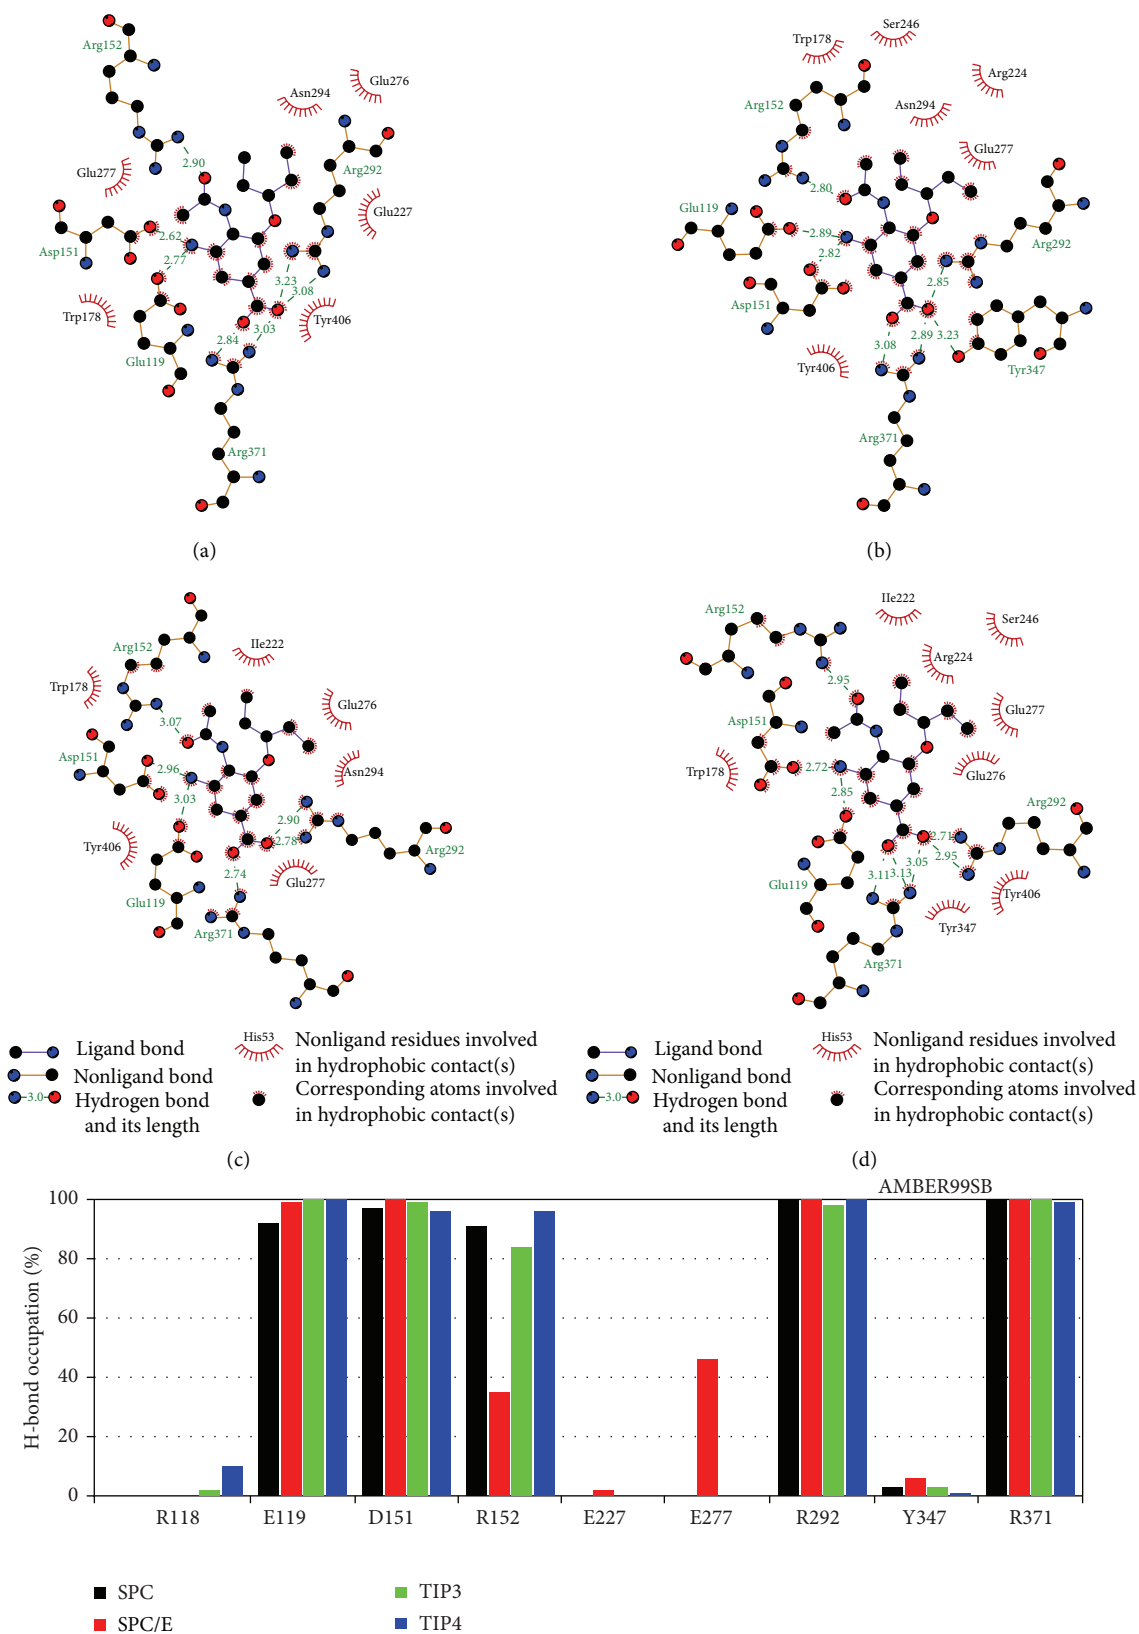 Arg152
Glu276
Asn294
2.90
Glu277
Arg292
Glu227
2.62
Asp151
2.77
3.23
3.08
Trp178
3.03
Tyr406
2.84
Glu119
Arg371
(a)
Ser246
Trp178
Arg224
Arg152
Asn294
Glu277
2.80
Glu119
2.89
Arg292
2.82
2.85
Asp151
3.08
2.89
3.23
Tyr406
Tyr347
Arg371
(b)
Arg152
IIe222
Trp178
Glu276
3.07
Asp151
2.96
Asn294
3.03
2.90
2.78
Tyr406
Arg292
2.74
Glu277
Glu119
Arg371
IIe222
Arg152
Ser246
Arg224
2.95
Asp151
Glu277
Trp178
2.72
Glu276
2.85
Arg292
2.71
3.05
2.95
3.11
3.13
Glu119
Tyr406
Tyr347
Arg371
Ligand bond
Nonligand bond
3.0
Hydrogen bond
and its length
His53
Nonligand residues involved
in hydrophobic contact(s)
Corresponding atoms involved
in hydrophobic contact(s)
(c)
Ligand bond
Nonligand bond
3.0
Hydrogen bond
and its length
His53
Nonligand residues involved
in hydrophobic contact(s)
Corresponding atoms involved
in hydrophobic contact(s)
(d)
AMBER99SB
H-bond occupation (%)
100
80
60
40
20
0
R118 E119 D151 R152 E227 E277 R292 Y347 R371
SPC
SPC/E
TIP3
TIP4